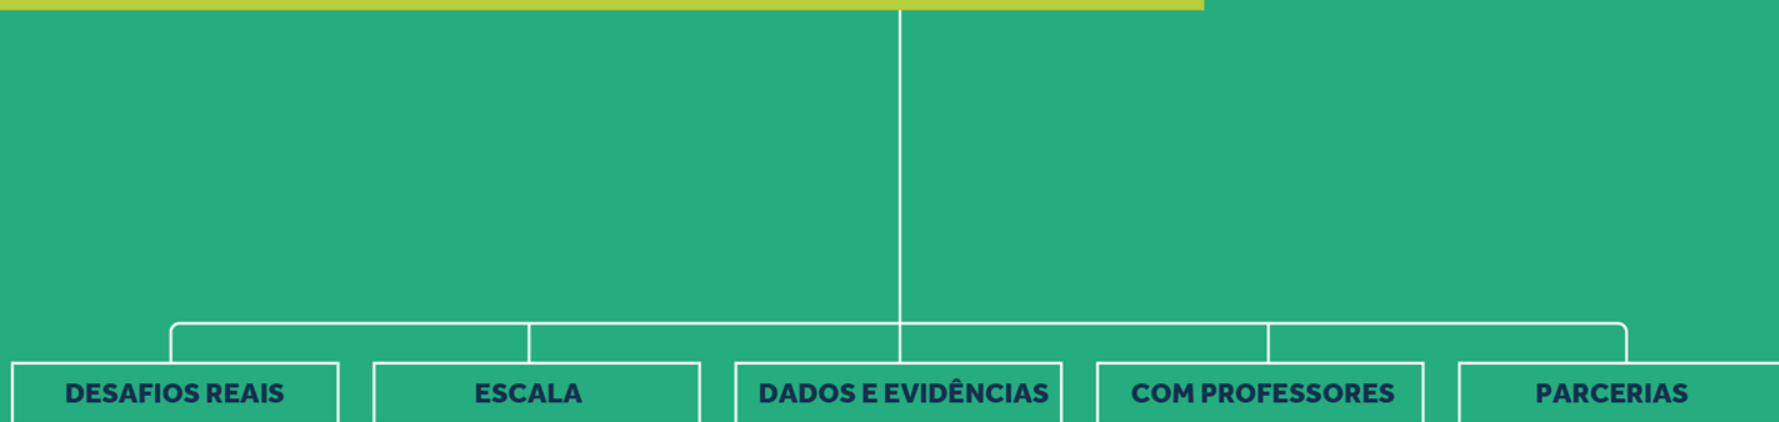 DESAFIOS REAIS
ESCALA
DADOS E EVIDÊNCIAS
COM PROFESSORES
PARCERIAS